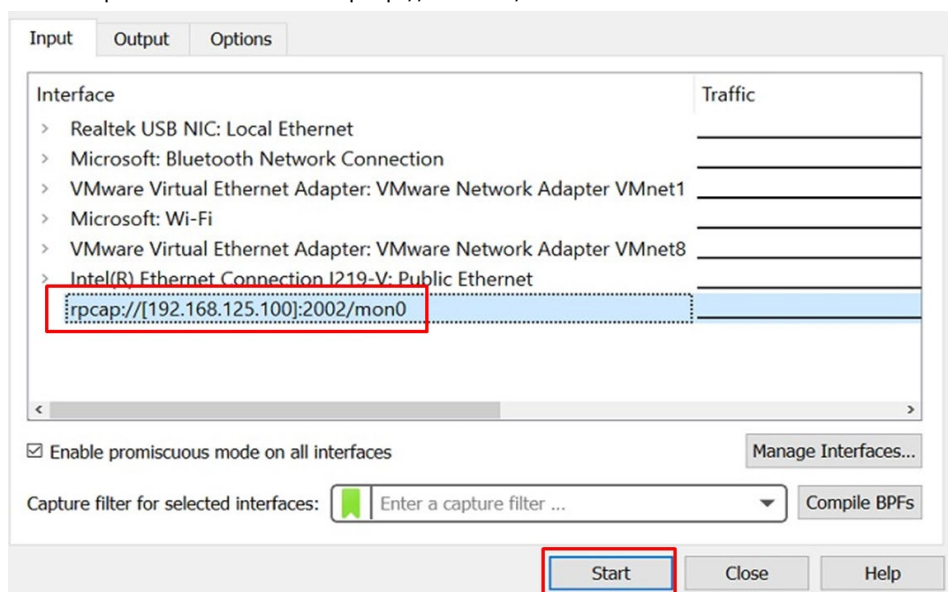 Input Output Options
Interface Traffic
> Realtek USB NIC: Local Ethernet
> Microsoft: Bluetooth Network Connection
> VMware Virtual Ethernet Adapter: VMware Network Adapter VMnet1
> Microsoft: Wi-Fi
> VMware Virtual Ethernet Adapter: VMware Network Adapter VMnet8
> Intel(R) Ethernet Connection I219-V: Public Ethernet
rpcap://[192.168.125.100]:2002/mon0
Enable promiscuous mode on all interfaces Manage Interfaces...
Capture filter for selected interfaces: Enter a capture filter ... Compile BPFs
Start Close Help